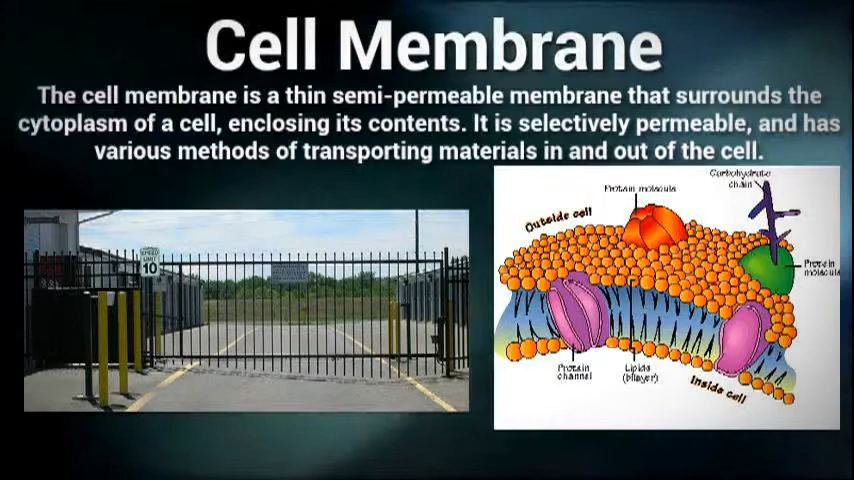 Cell Membrane
The cell membrane is a thin semi-permeable membrane that surrounds the
cytoplasm of a cell, enclosing its contents. It is selectively permeable, and has
various methods of transporting materials in and out of the cell.
SPEED
LIMIT
10
Carbohydrate
chain
Protein molecule
Outside cell
Protein
molecule
Protein
channel
Lipids
(bilayer)
Inside cell